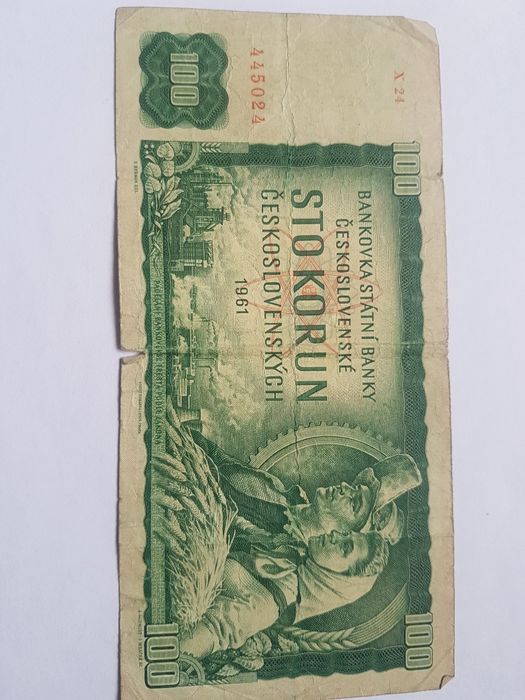 X 24
445024
100
100
BANKOVKA STÁTNÍ BANKY
ČESKOSLOVENSKÉ
STO KORUN
ČESKOSLOVENSKÝCH
1961
100
100